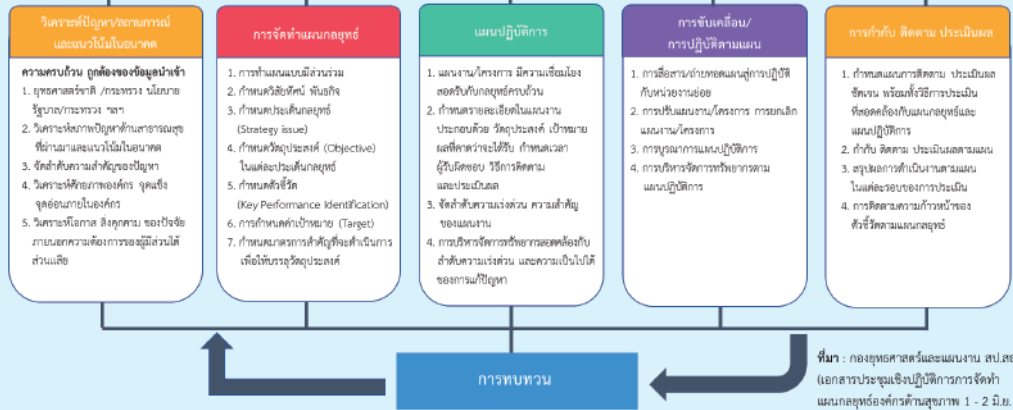 วิเคราะห์ปัญหา/สถานการณ์
และแนวโน้มในอนาคต
ความครบถ้วน ถูกต้องของข้อมูลนำเข้า
1. ยุทธศาสตร์ชาติ /กระทรวง นโยบาย
รัฐบาล/กระทรวง ฯลฯ
2. วิเคราะห์สภาพปัญหาด้านสาธารณสุข
ที่ผ่านมาและแนวโน้มในอนาคต
3. จัดลำดับความสำคัญของปัญหา
4. วิเคราะห์ศักยภาพองค์กร จุดแข็ง
จุดอ่อนภายในองค์กร
5. วิเคราะห์โอกาส สิ่งคุกคาม ของปัจจัย
ภายนอกความต้องการของผู้มีส่วนได้
ส่วนเสีย
การจัดทำแผนกลยุทธ์
1. การทำแผนแบบมีส่วนร่วม
2. กำหนดวิสัยทัศน์ พันธกิจ
3. กำหนดประเด็นกลยุทธ์
(Strategy issue)
4. กำหนดวัตถุประสงค์ (Objective)
ในแต่ละประเด็นกลยุทธ์
5. กำหนดตัวชี้วัด
(Key Performance Identification)
6. การกำหนดค่าเป้าหมาย (Target)
7. กำหนดมาตรการสำคัญที่จะดำเนินการ
เพื่อให้บรรลุวัตถุประสงค์
แผนปฏิบัติการ
1. แผนงาน/โครงการ มีความเชื่อมโยง
สอดรับกับกลยุทธ์ครบถ้วน
2. กำหนดรายละเอียดในแผนงาน
ประกอบด้วย วัตถุประสงค์ เป้าหมาย
ผลที่คาดว่าจะได้รับ กำหนดเวลา
ผู้รับผิดชอบ วิธีการติดตาม
และประเมินผล
3. จัดลำดับความเร่งด่วน ความสำคัญ
ของแผนงาน
4. การบริหารจัดการทรัพยากรสอดคล้องกับ
ลำดับความเร่งด่วน และความเป็นไปได้
ของการแก้ปัญหา
การขับเคลื่อน/
การปฏิบัติตามแผน
1. การสื่อสาร/ถ่ายทอดแผนสู่การปฏิบัติ
กับหน่วยงานย่อย
2. การปรับแผนงาน/โครงการ การยกเลิก
แผนงาน/โครงการ
3. การบูรณาการแผนปฏิบัติการ
4. การบริหารจัดการทรัพยากรตาม
แผนปฏิบัติการ
การกำกับ ติดตาม ประเมินผล
1. กำหนดแผนการติดตาม ประเมินผล
ชัดเจน พร้อมทั้งวิธีการประเมิน
ที่สอดคล้องกับแผนกลยุทธ์และ
แผนปฏิบัติการ
2. กำกับ ติดตาม ประเมินผลตามแผน
3. สรุปผลการดำเนินงานตามแผน
ในแต่ละรอบของการประเมิน
4. การติดตามความก้าวหน้าของ
ตัวชี้วัดตามแผนกลยุทธ์
การทบทวน
ที่มา : กองยุทธศาสตร์และแผนงาน สป.สธ
(เอกสารประชุมเชิงปฏิบัติการการจัดทำ
แผนกลยุทธ์องค์กรด้านสุขภาพ 1 - 2 มิ.ย.